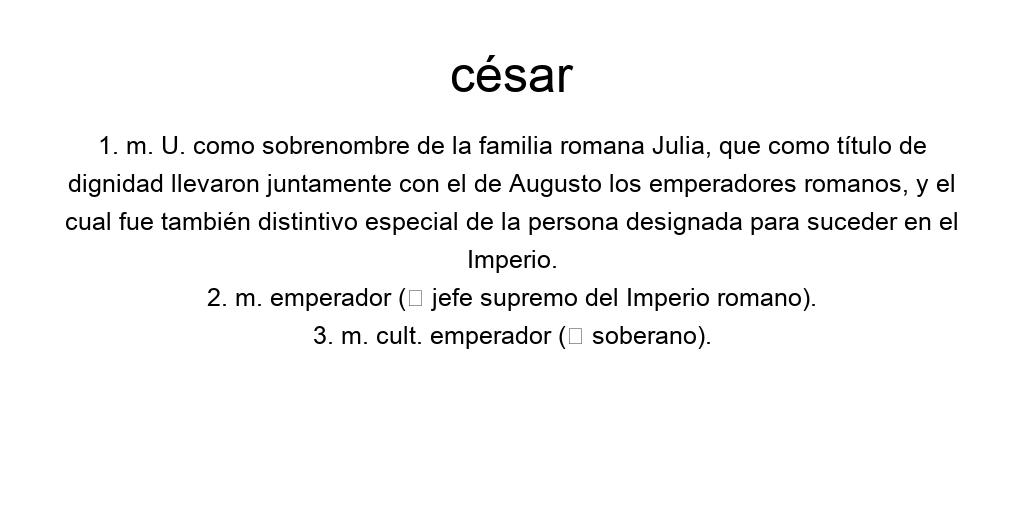 césar
1. m. U. como sobrenombre de la familia romana Julia, que como título de
dignidad llevaron juntamente con el de Augusto los emperadores romanos, y el
cual fue también distintivo especial de la persona designada para suceder en el
Imperio.
2. m. emperador (□ jefe supremo del Imperio romano).
3. m. cult. emperador (□ soberano).